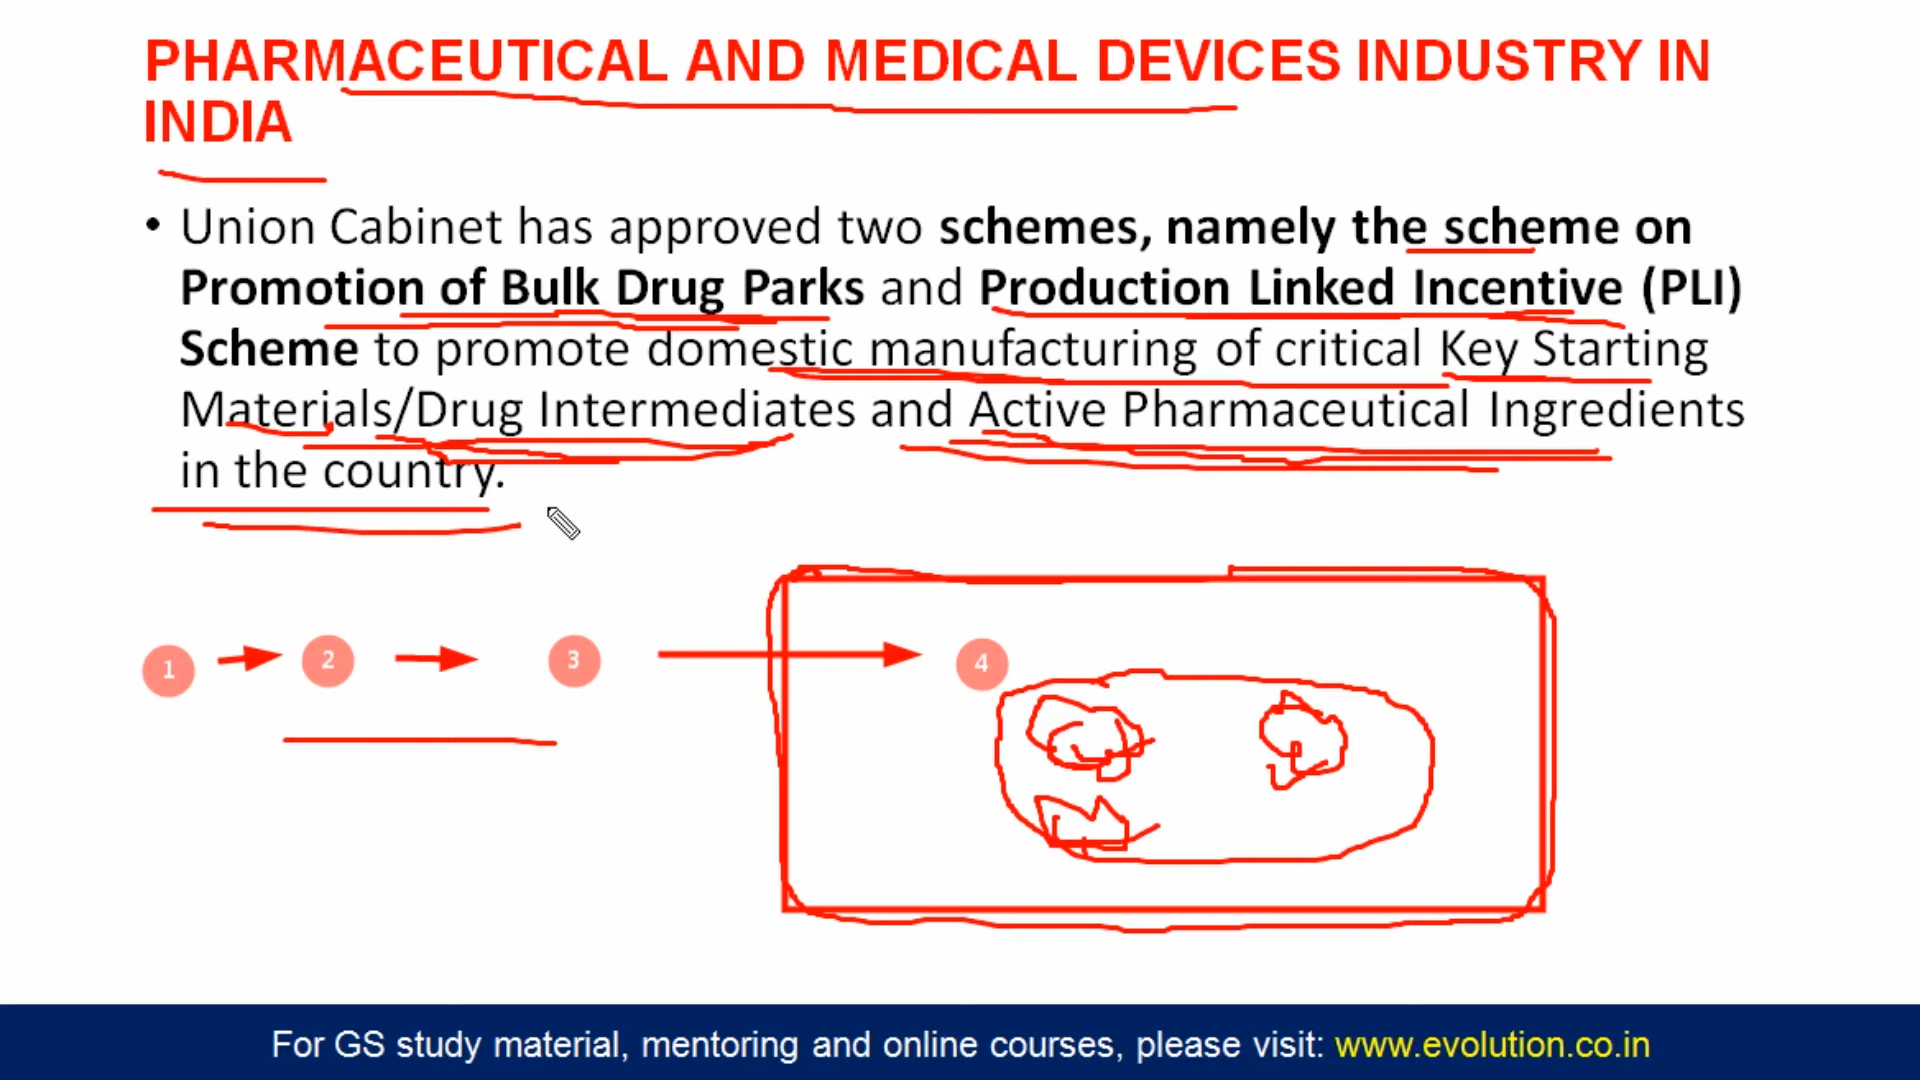 PHARMACEUTICAL AND MEDICAL DEVICES INDUSTRY IN
INDIA
• Union Cabinet has approved two schemes, namely the scheme on
Promotion of Bulk Drug Parks and Production Linked Incentive (PLI)
Scheme to promote domestic manufacturing of critical Key Starting
Materials/Drug Intermediates and Active Pharmaceutical Ingredients
in the country.
1 2 3 4
For GS study material, mentoring and online courses, please visit: www.evolution.co.in